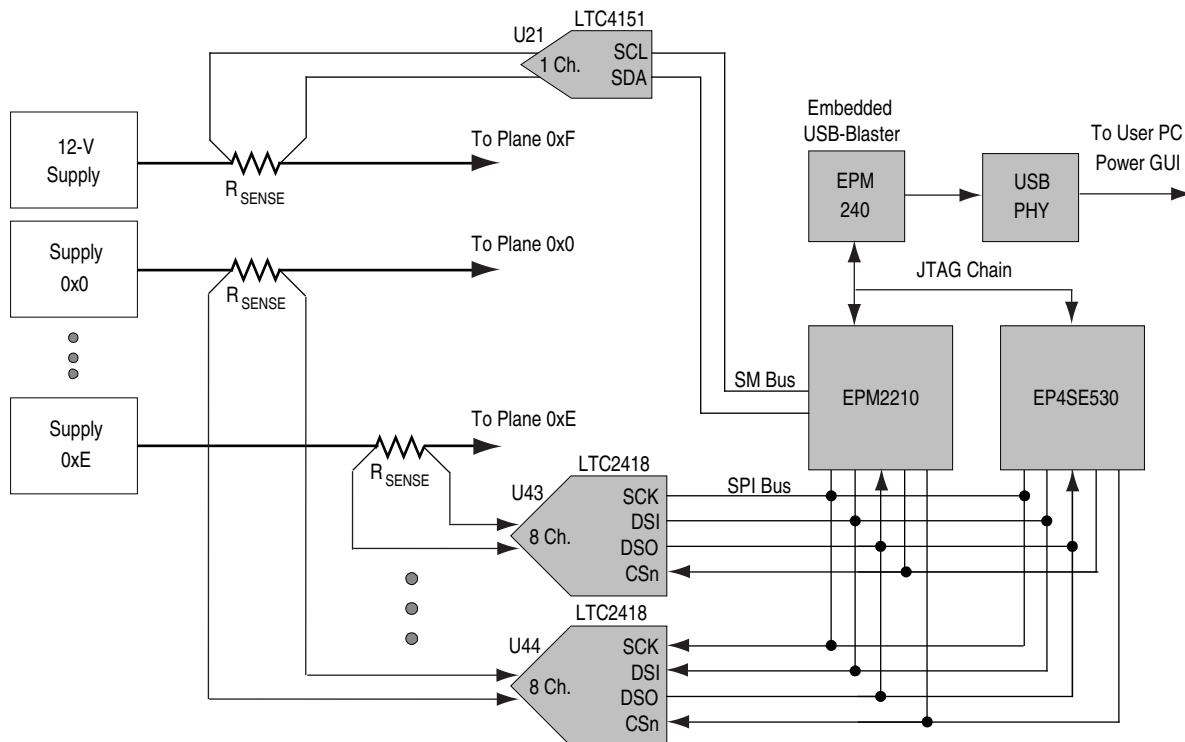 LTC4151
U21
1 Ch.
SCL
SDA
12-V
Supply
R SENSE
To Plane 0xF
Embedded
USB-Blaster
EPM
240
USB
PHY
To User PC
Power GUI
Supply
0x0
R SENSE
To Plane 0x0
JTAG Chain
SM Bus
EPM2210
EP4SE530
Supply
0xE
R SENSE
To Plane 0xE
LTC2418
U43
8 Ch.
SCK
DSI
DSO
CSn
SPI Bus
LTC2418
U44
8 Ch.
SCK
DSI
DSO
CSn